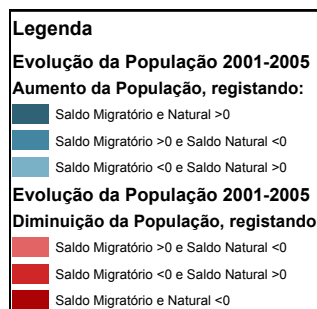 Legenda
Evolução da População 2001-2005
Aumento da População, registando:
Saldo Migratório e Natural >0
Saldo Migratório >0 e Saldo Natural <0
Saldo Migratório <0 e Saldo Natural >0
Evolução da População 2001-2005
Diminuição da População, registando
Saldo Migratório >0 e Saldo Natural <0
Saldo Migratório <0 e Saldo Natural >0
Saldo Migratório e Natural <0